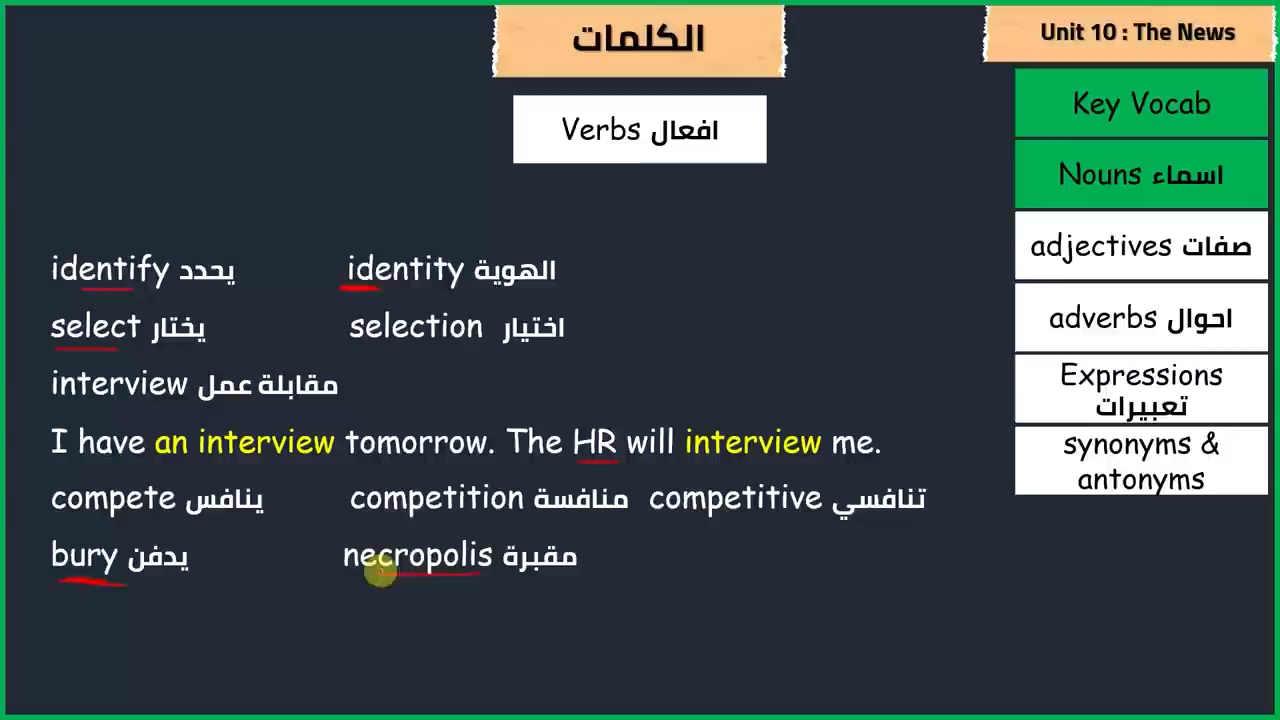 الكلمات
Unit 10 : The News
Verbs افعال
Key Vocab
Nouns اسماء
adjectives صفات
adverbs احوال
Expressions
تعبيرات
synonyms &
antonyms
identify يحدد identity الهوية
select يختار selection اختيار
interview مقابلة عمل
I have an interview tomorrow. The HR will interview me.
compete ينافس competition منافسة competitive تنافسي
bury يدفن necropolis مقبرة